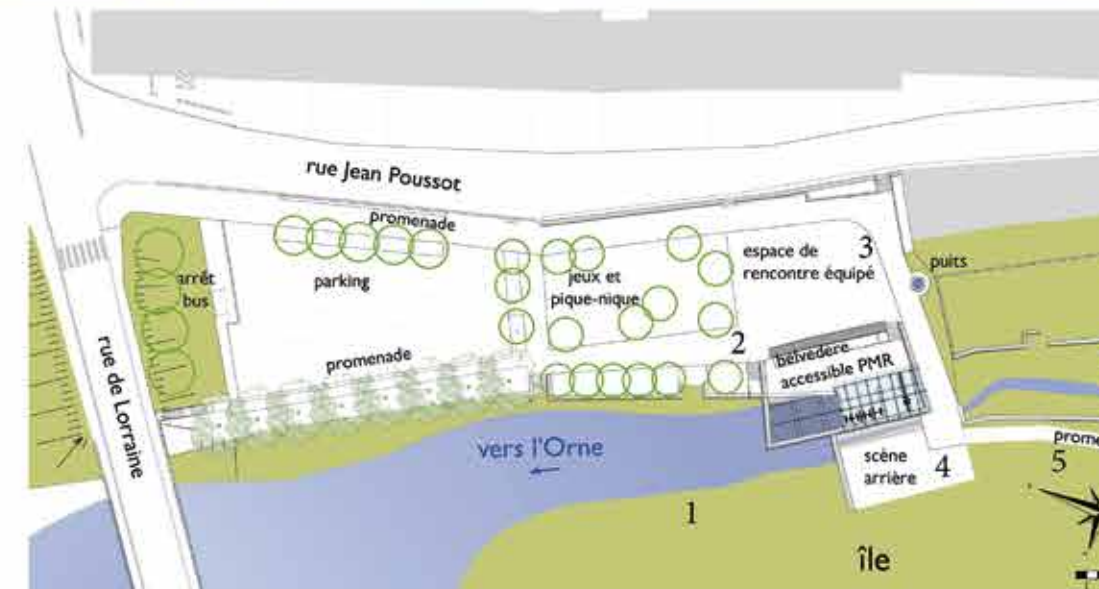 rue Jean Poussot
promenade
arrêt
bus
parking
jeux et
pique-nique
espace de
rencontre équipé
3
puits
rue de Lorraine
promenade
2
belvédère
accessible PMR
vers l'Orne
scène
arrière
4
prome
5
1
île